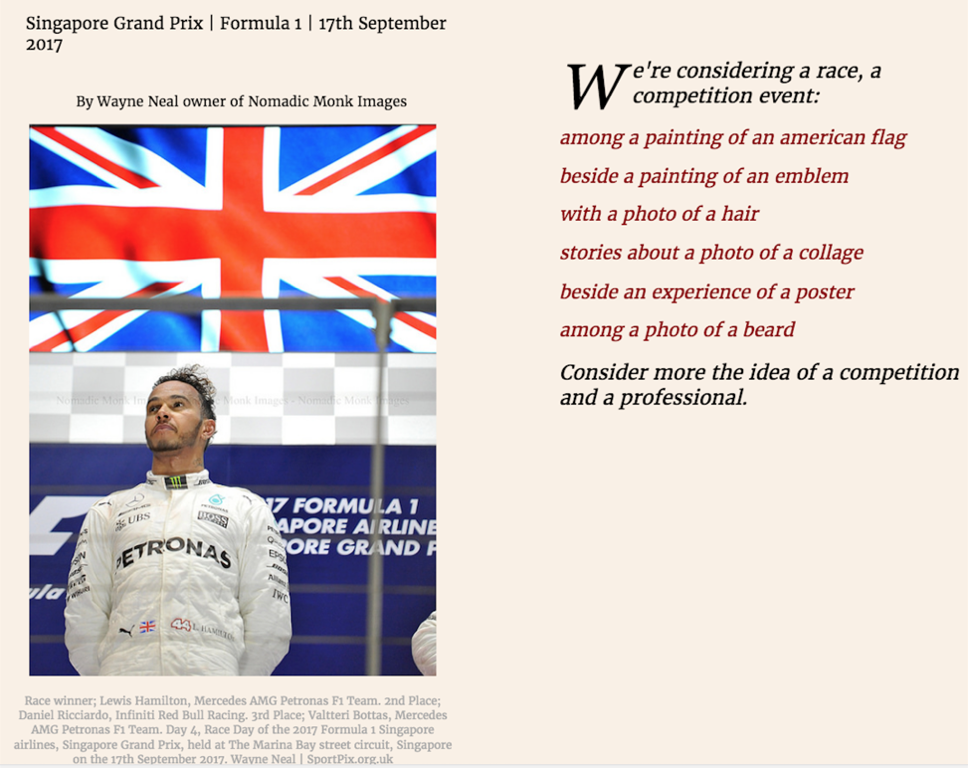 Singapore Grand Prix | Formula 1 | 17th September
2017
By Wayne Neal owner of Nomadic Monk Images
Nomadic Monk Images - Nomadic Monk Images
UBS
PETRONAS
BOSS
PETRONAS
EPSON
IWC
44 L. HAMILTON
17 FORMULA 1
APORE AIRLINE
PORE GRAND P
ula
Race winner; Lewis Hamilton, Mercedes AMG Petronas F1 Team. 2nd Place;
Daniel Ricciardo, Infiniti Red Bull Racing. 3rd Place; Valtteri Bottas, Mercedes
AMG Petronas F1 Team. Day 4, Race Day of the 2017 Formula 1 Singapore
airlines, Singapore Grand Prix, held at The Marina Bay street circuit, Singapore
on the 17th September 2017. Wayne Neal | SportPix.org.uk
We're considering a race, a
competition event:
among a painting of an american flag
beside a painting of an emblem
with a photo of a hair
stories about a photo of a collage
beside an experience of a poster
among a photo of a beard
Consider more the idea of a competition
and a professional.